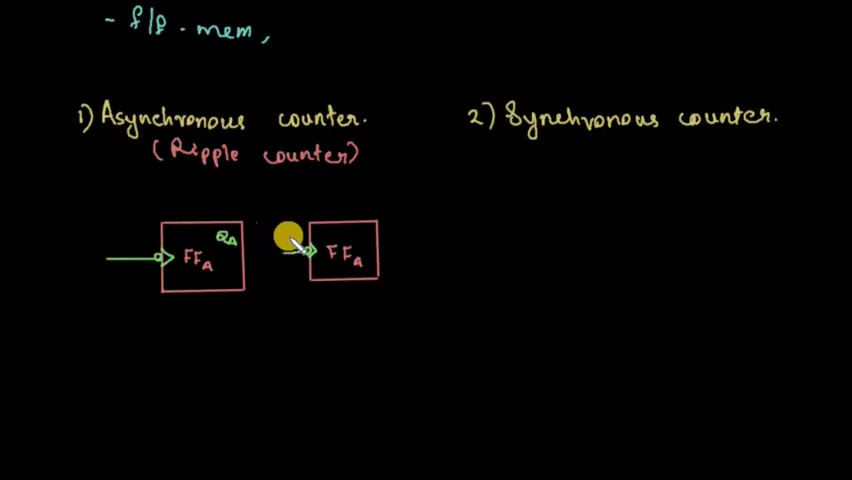 - f/f - mem,
1) Asynchronous counter.
(Ripple counter)
2) Synchronous counter.
QA
FFA
FFA